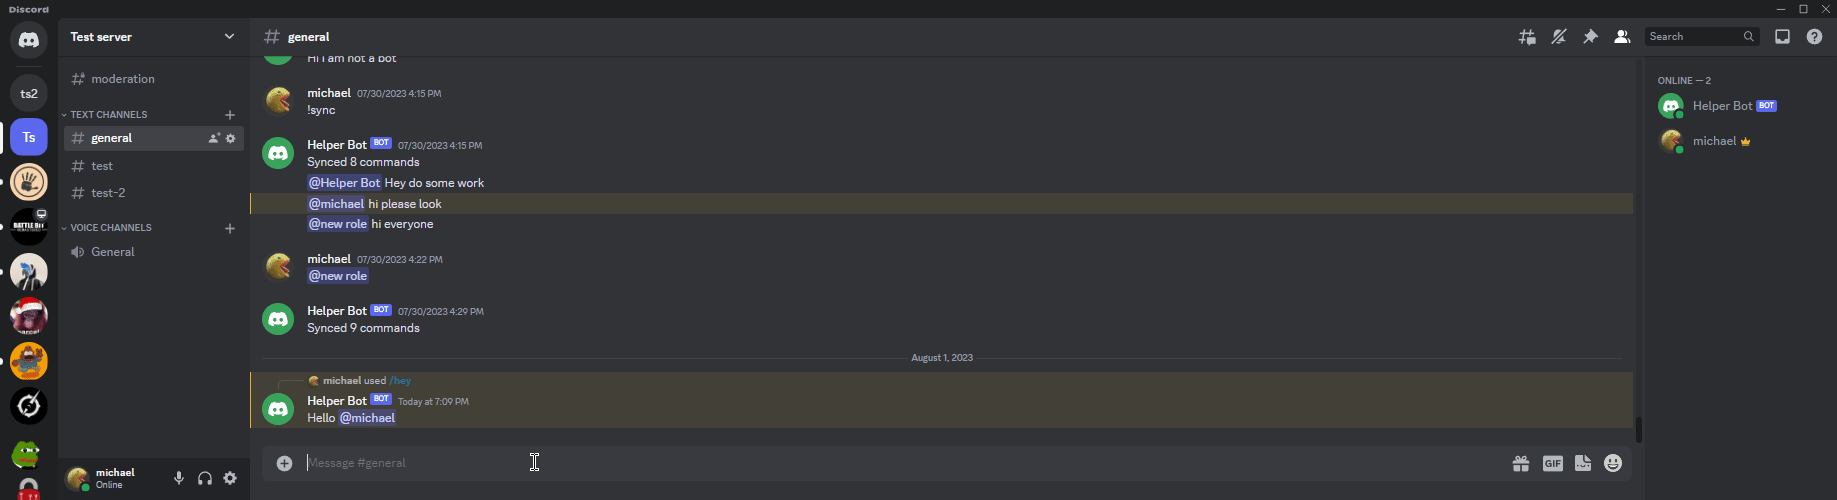 Discord
Test server
general
Search
moderation
ts2
TEXT CHANNELS
Ts
general
test
test-2
VOICE CHANNELS
General
BATTLE BIT
michael
Online
Hi I am not a bot
michael 07/30/2023 4:15 PM
!sync
Helper Bot BOT 07/30/2023 4:15 PM
Synced 8 commands
@Helper Bot Hey do some work
@michael hi please look
@new role hi everyone
michael 07/30/2023 4:22 PM
@new role
Helper Bot BOT 07/30/2023 4:29 PM
Synced 9 commands
August 1, 2023
michael used /hey
Helper Bot BOT Today at 7:09 PM
Hello @michael
Message #general
GIF
ONLINE — 2
Helper Bot BOT
michael